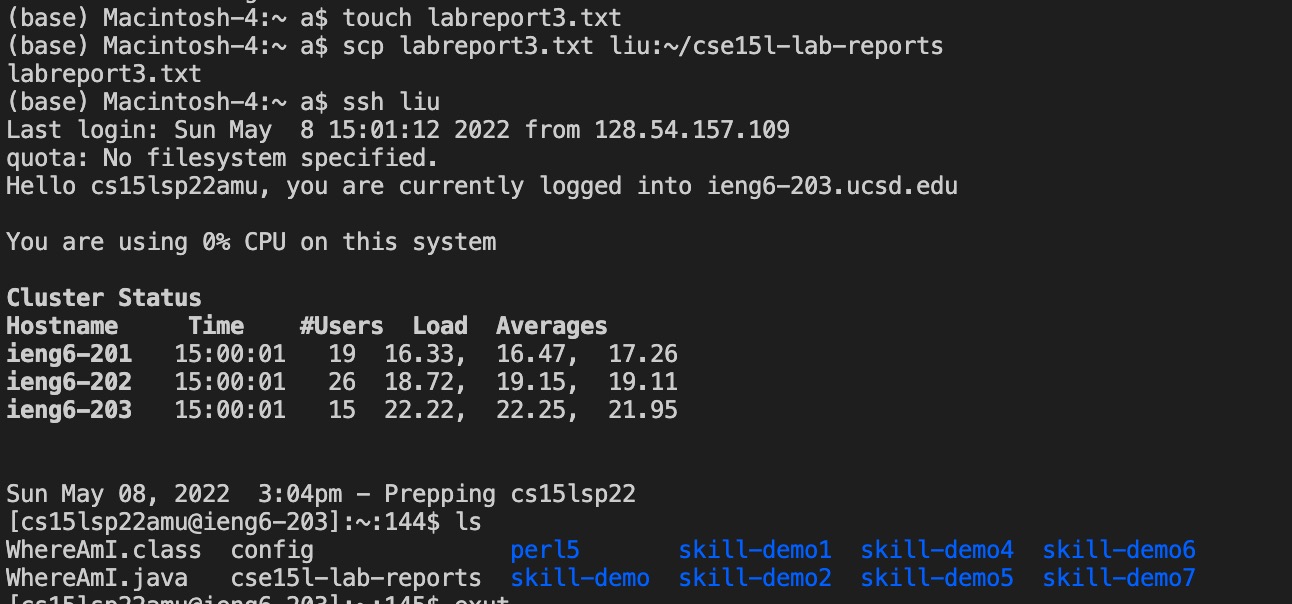 (base) Macintosh-4:~ a$ touch labreport3.txt
(base) Macintosh-4:~ a$ scp labreport3.txt liu:~/cse15l-lab-reports
labreport3.txt
(base) Macintosh-4:~ a$ ssh liu
Last login: Sun May  8 15:01:12 2022 from 128.54.157.109
quota: No filesystem specified.
Hello cs15lsp22amu, you are currently logged into ieng6-203.ucsd.edu
You are using 0% CPU on this system
Cluster Status
Hostname     Time    #Users  Load  Averages
ieng6-201   15:00:01   19  16.33,  16.47,  17.26
ieng6-202   15:00:01   26  18.72,  19.15,  19.11
ieng6-203   15:00:01   15  22.22,  22.25,  21.95
Sun May 08, 2022  3:04pm - Prepping cs15lsp22
[cs15lsp22amu@ieng6-203]:~:144$ ls
WhereAmI.class  config              perl5       skill-demo1  skill-demo4  skill-demo6
WhereAmI.java   cse15l-lab-reports  skill-demo  skill-demo2  skill-demo5  skill-demo7
[cs15lsp22amu@ieng6-203]:~:145$